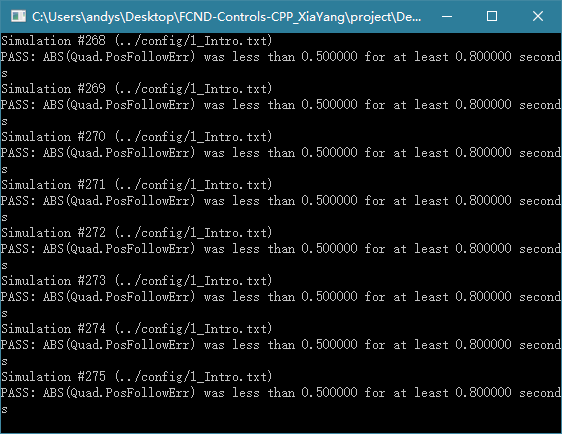 C:\Users\andys\Desktop\FCND-Controls-CPP_XiaYang\project\De...
Simulation #268 (../config/1_Intro.txt)
PASS: ABS(Quad.PosFollowErr) was less than 0.500000 for at least 0.800000 second
s
Simulation #269 (../config/1_Intro.txt)
PASS: ABS(Quad.PosFollowErr) was less than 0.500000 for at least 0.800000 second
s
Simulation #270 (../config/1_Intro.txt)
PASS: ABS(Quad.PosFollowErr) was less than 0.500000 for at least 0.800000 second
s
Simulation #271 (../config/1_Intro.txt)
PASS: ABS(Quad.PosFollowErr) was less than 0.500000 for at least 0.800000 second
s
Simulation #272 (../config/1_Intro.txt)
PASS: ABS(Quad.PosFollowErr) was less than 0.500000 for at least 0.800000 second
s
Simulation #273 (../config/1_Intro.txt)
PASS: ABS(Quad.PosFollowErr) was less than 0.500000 for at least 0.800000 second
s
Simulation #274 (../config/1_Intro.txt)
PASS: ABS(Quad.PosFollowErr) was less than 0.500000 for at least 0.800000 second
s
Simulation #275 (../config/1_Intro.txt)
PASS: ABS(Quad.PosFollowErr) was less than 0.500000 for at least 0.800000 second
s